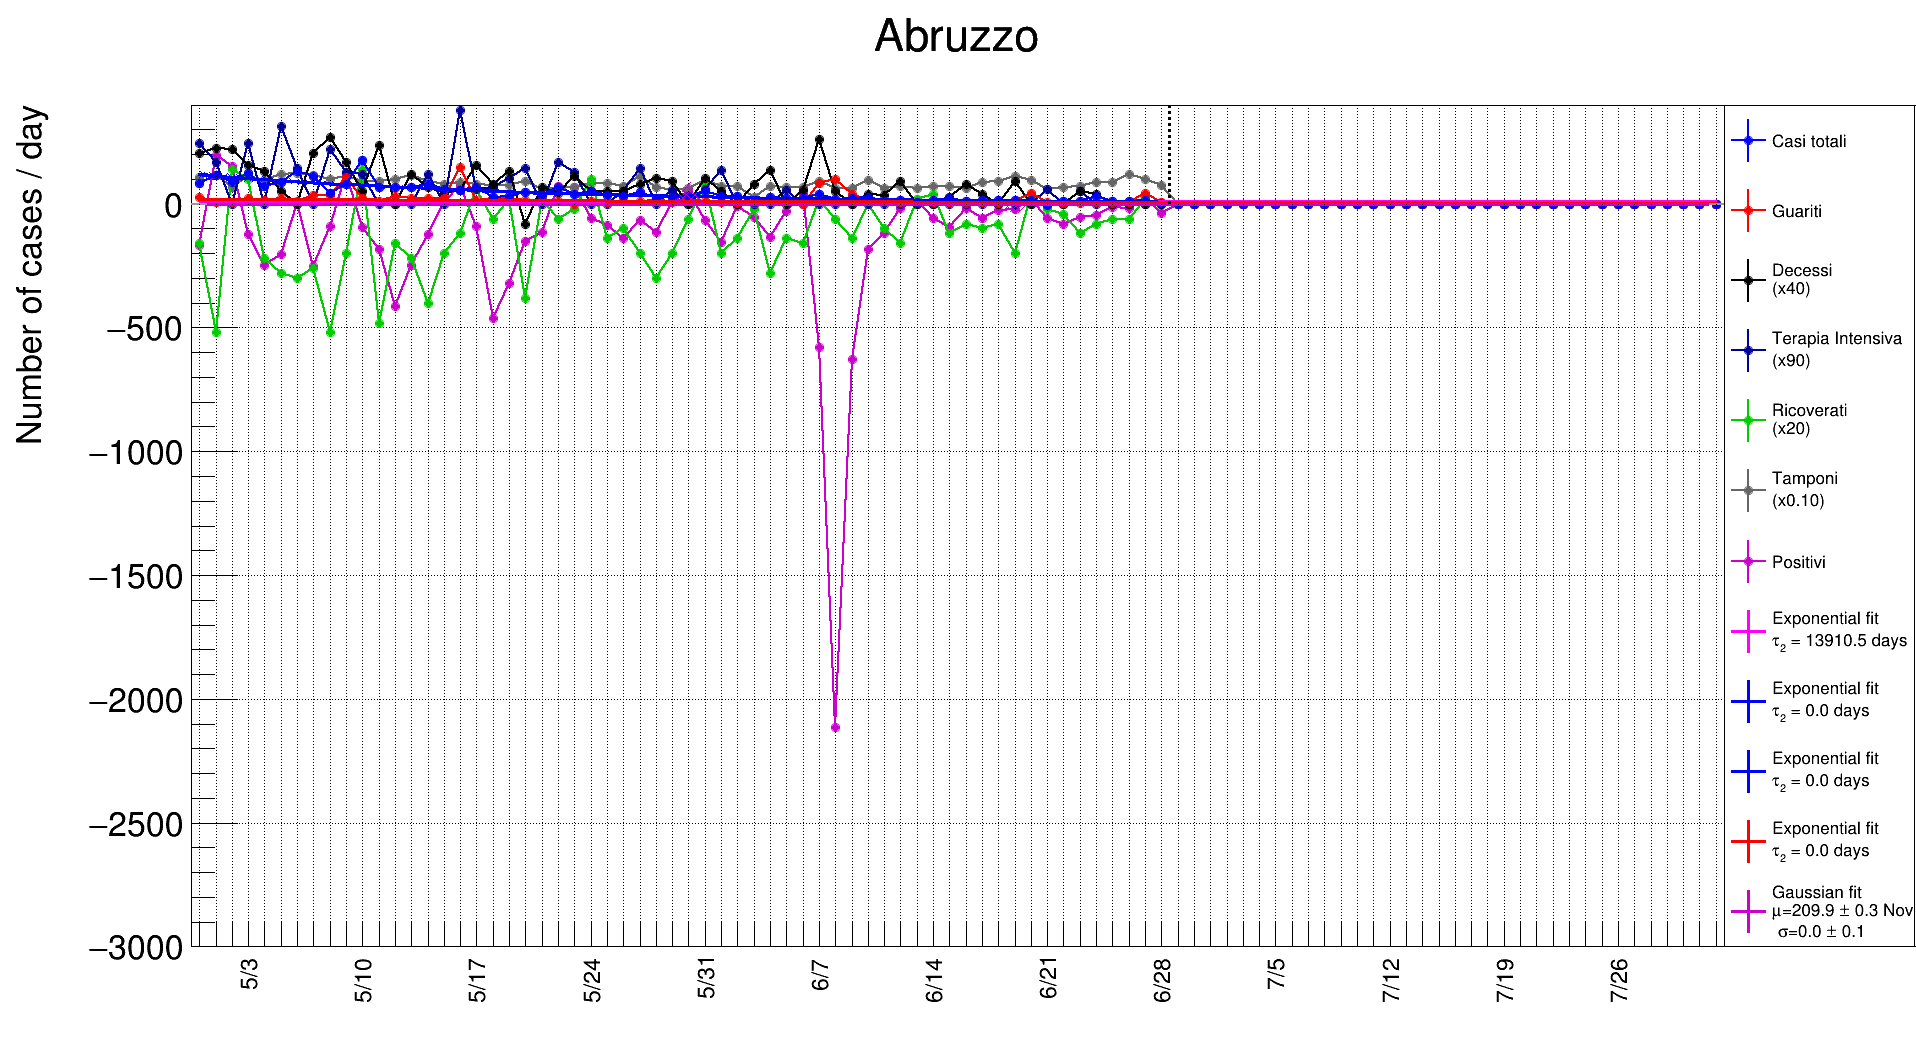 Abruzzo
Number of cases / day
0
−500
−1000
−1500
−2000
−2500
−3000
5/3
5/10
5/17
5/24
5/31
6/7
6/14
6/21
6/28
7/5
7/12
7/19
7/26
Casi totali
Guariti
Decessi
(x40)
Terapia Intensiva
(x90)
Ricoverati
(x20)
Tamponi
(x0.10)
Positivi
Exponential fit
τ2 = 13910.5 days
Exponential fit
τ2 = 0.0 days
Exponential fit
τ2 = 0.0 days
Exponential fit
τ2 = 0.0 days
Gaussian fit
μ=209.9 ± 0.3 Nov
σ=0.0 ± 0.1